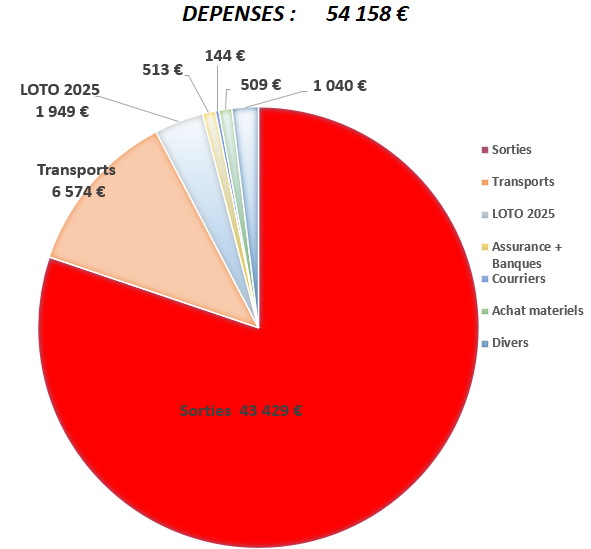 DEPENSES : 54 158 €
144 €
513 €
509 €
1 040 €
LOTO 2025
1 949 €
Transports
6 574 €
Sorties 43 429 €
Sorties
Transports
LOTO 2025
Assurance +
Banques
Courriers
Achat materiels
Divers